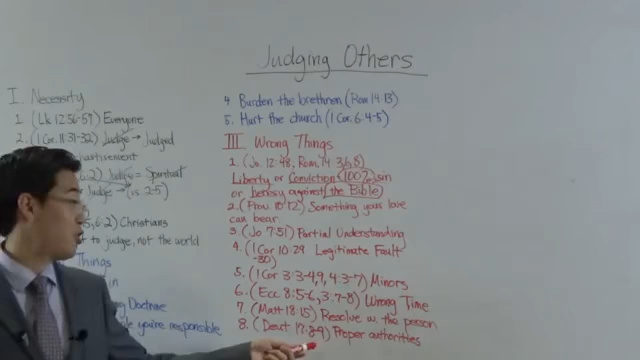 Judging Others
I. Necessity
1. (Lk 12:56-57) Everyone
2. (1 Cor. 11:31-32) Judge → Judged
Judge = Spiritual
Judge → (vs. 2:5)
6:2) Christians
to judge, not the world
Things
in
Doctrine
you're responsible
4. Burden the brethren (Rom 14:13)
5. Hurt the church (1 Cor. 6:4-5)
III. Wrong Things
1. (Jo. 12:48, Rom. 14:3,6,8)
Liberty or Conviction (100%) sin
or heresy against (the Bible)
2. (Prov 10:12) Something your love
can bear.
3. (Jo 7:51) Partial Understanding
4. (1 Cor 10:29 Legitimate Fault
-30)
5. (1 Cor 3:3-4,9, 4:3-7) Minors
6. (Ecc 8:5-6, 3:7-8) Wrong Time
7. (Matt 18:15) Resolve w. the person
8. (Deut 17:8-9) Proper authorities